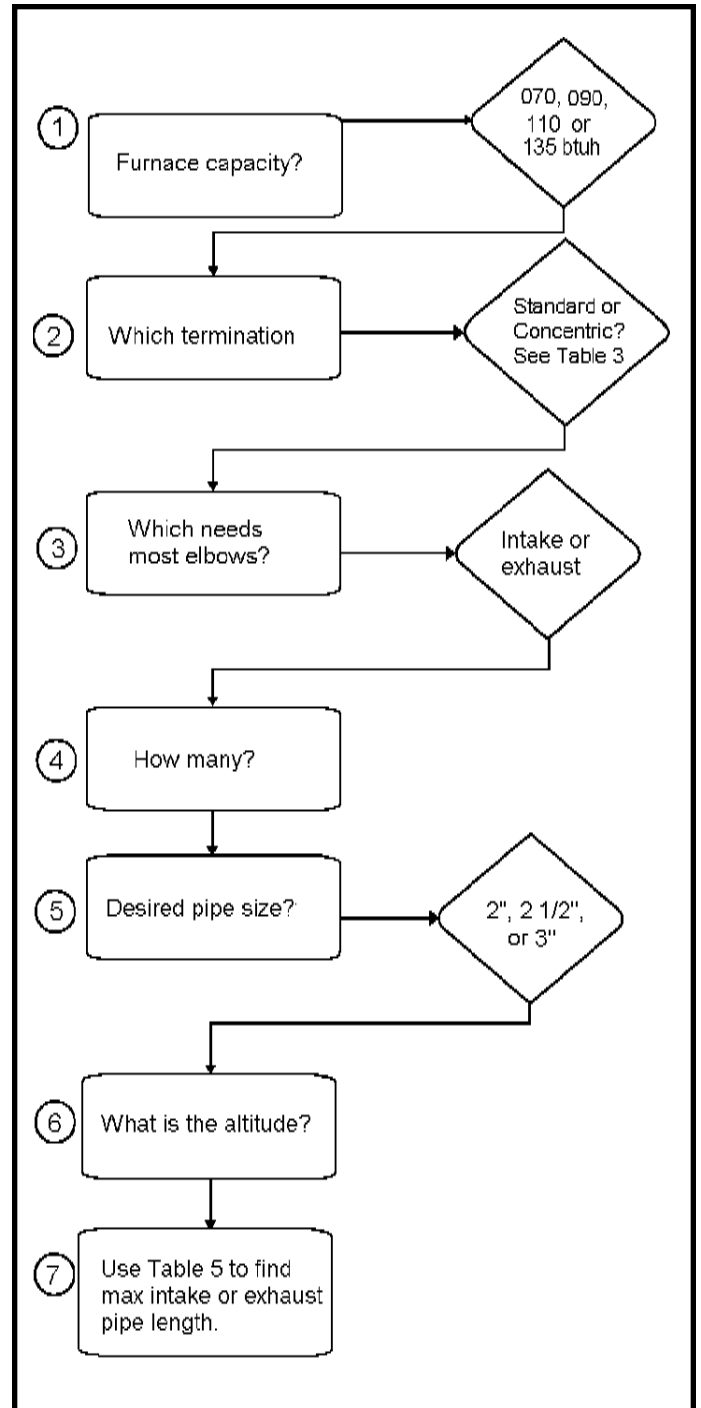 1
Furnace capacity?
070, 090,
110 or
135 btuh
2
Which termination
Standard or
Concentric?
See Table 3
3
Which needs
most elbows?
Intake or
exhaust
4
How many?
5
Desired pipe size?
2", 2 1/2",
or 3"
6
What is the altitude?
7
Use Table 5 to find
max intake or exhaust
pipe length.